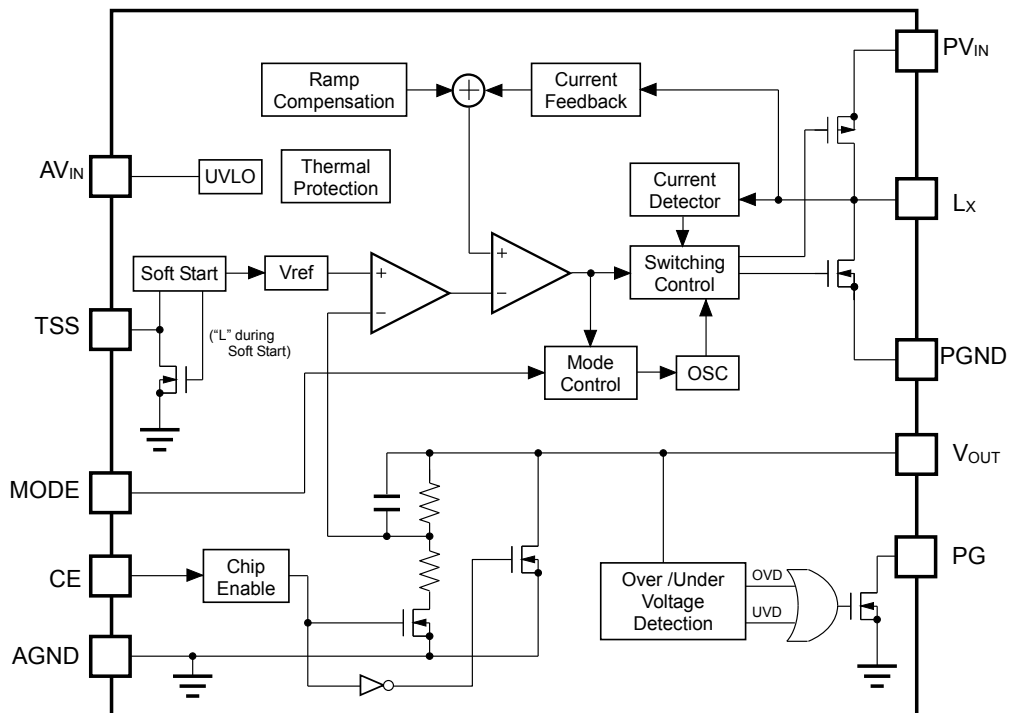 PVIN
Ramp
Compensation
Current
Feedback
AVIN
UVLO
Thermal
Protection
Current
Detector
LX
Soft Start
Vref
+
−
+
−
Switching
Control
TSS
("L" during
Soft Start)
Mode
Control
OSC
PGND
VOUT
MODE
CE
Chip
Enable
Over /Under
Voltage
Detection
OVD
UVD
PG
AGND